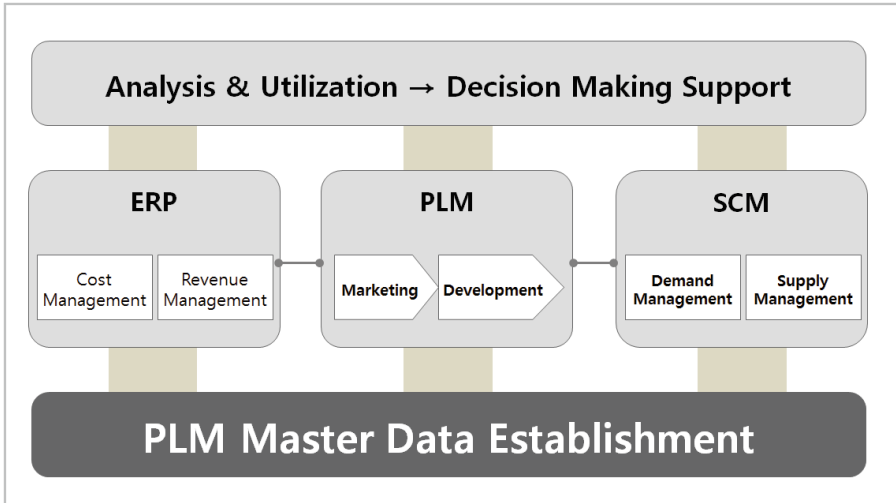 Analysis & Utilization → Decision Making Support
ERP
PLM
SCM
Cost
Management
Revenue
Management
Marketing
Development
Demand
Management
Supply
Management
PLM Master Data Establishment